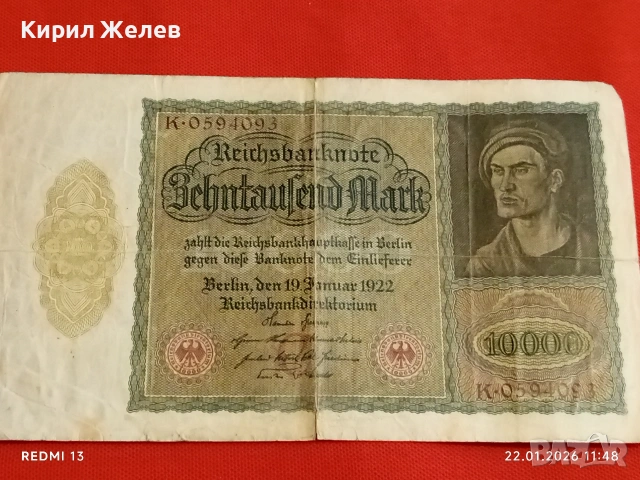 Кирил Желев
K·0594093
Reichsbanknote
Zehntausend Mark
zahlt die Reichsbankhauptkasse in Berlin
gegen diese Banknote dem Einlieferer
Berlin, den 19. Januar 1922
Reichsbankdirektorium
10000
K·0594093
REDMI 13
22.01.2026 11:48
BAZAR